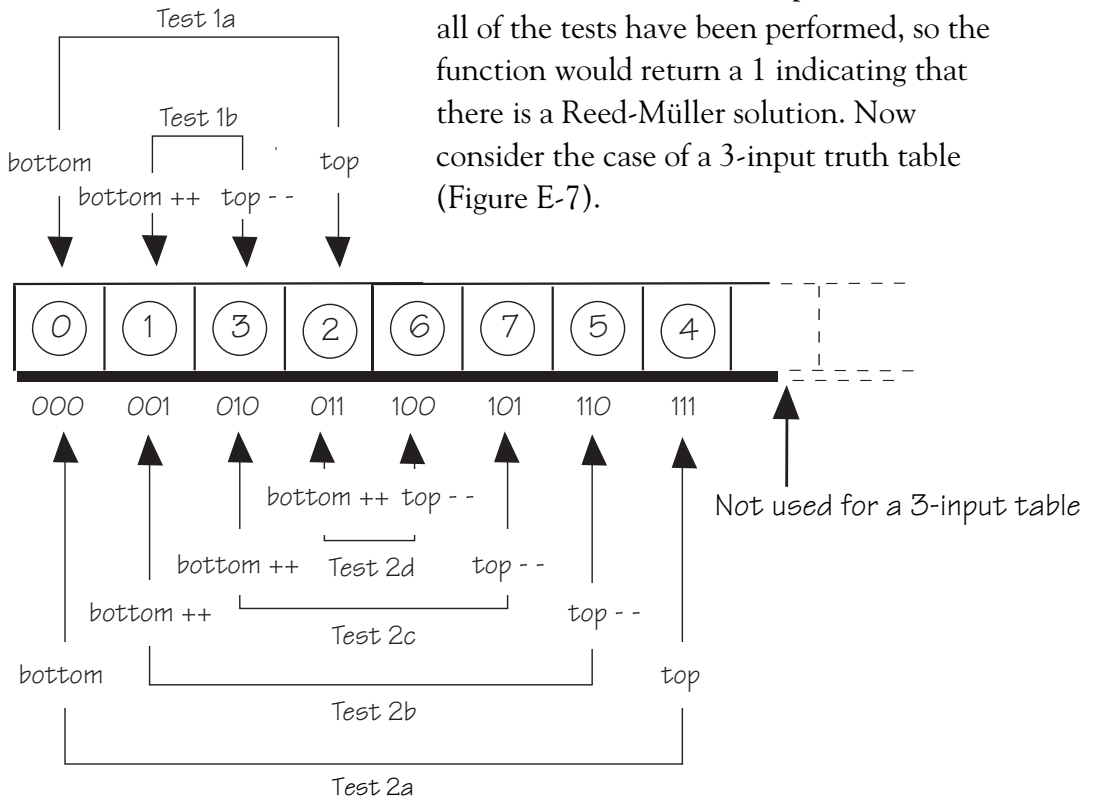 all of the tests have been performed, so the
function would return a 1 indicating that
there is a Reed-Müller solution. Now
consider the case of a 3-input truth table
(Figure E-7).
Test 1a
Test 1b
bottom
top
bottom ++ top - -
0 1 3 2 6 7 5 4
000 001 010 011 100 101 110 111
bottom ++ top - -
Not used for a 3-input table
bottom ++ Test 2d top - -
bottom ++ top - -
Test 2c
bottom top
Test 2b
Test 2a